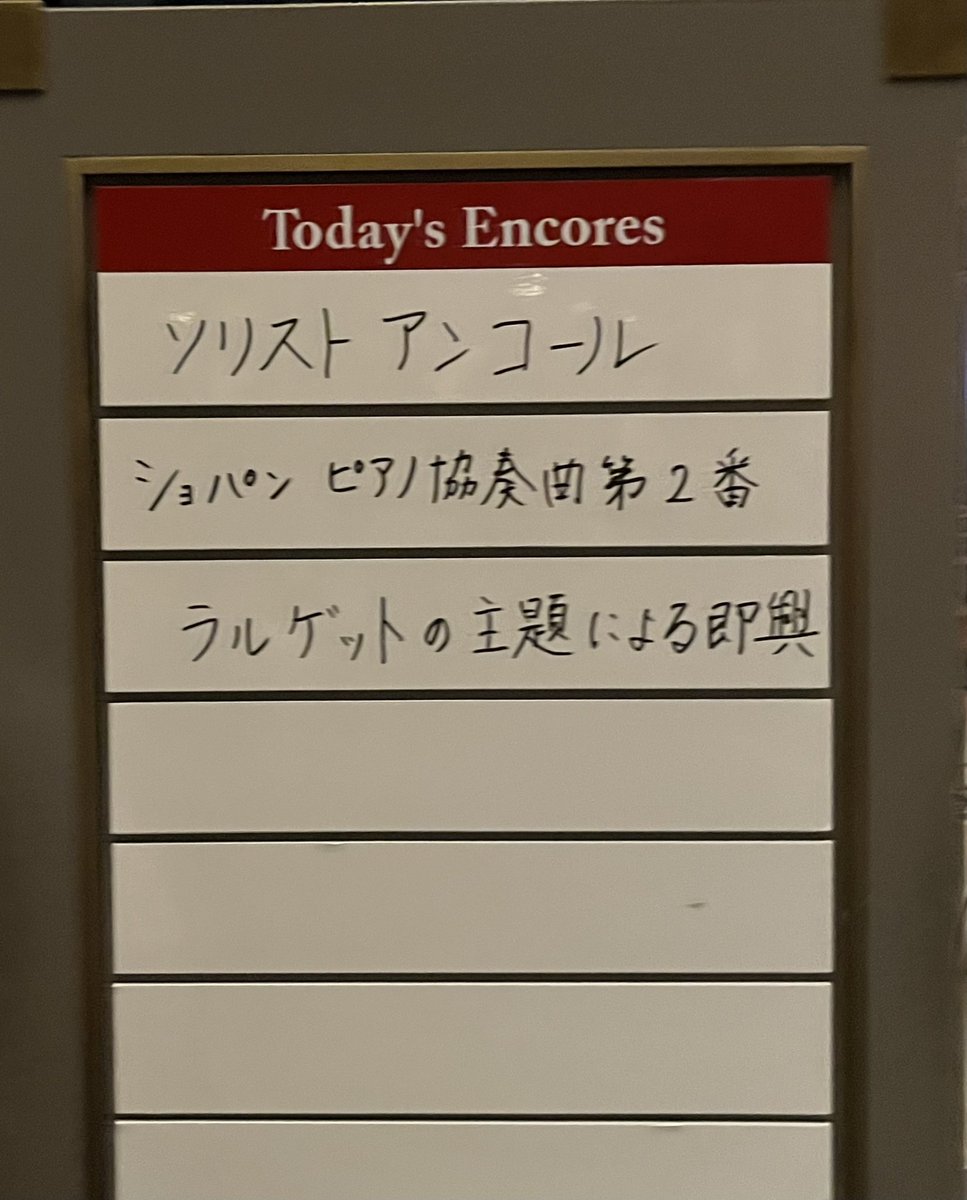 Today's Encores
ソリスト アンコール
ショパン ピアノ協奏曲第2番
ラルゲットの主題による即興